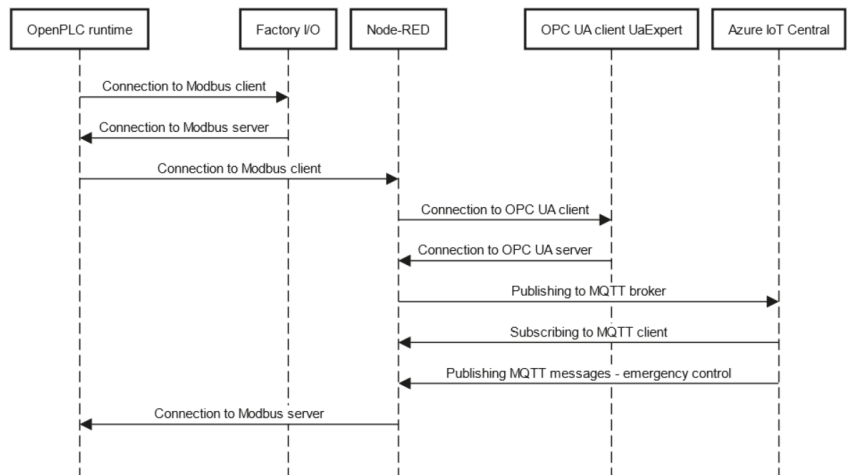 OpenPLC runtime
Factory I/O
Node-RED
OPC UA client UaExpert
Azure IoT Central
Connection to Modbus client
Connection to Modbus server
Connection to Modbus client
Connection to OPC UA client
Connection to OPC UA server
Publishing to MQTT broker
Subscribing to MQTT client
Publishing MQTT messages - emergency control
Connection to Modbus server